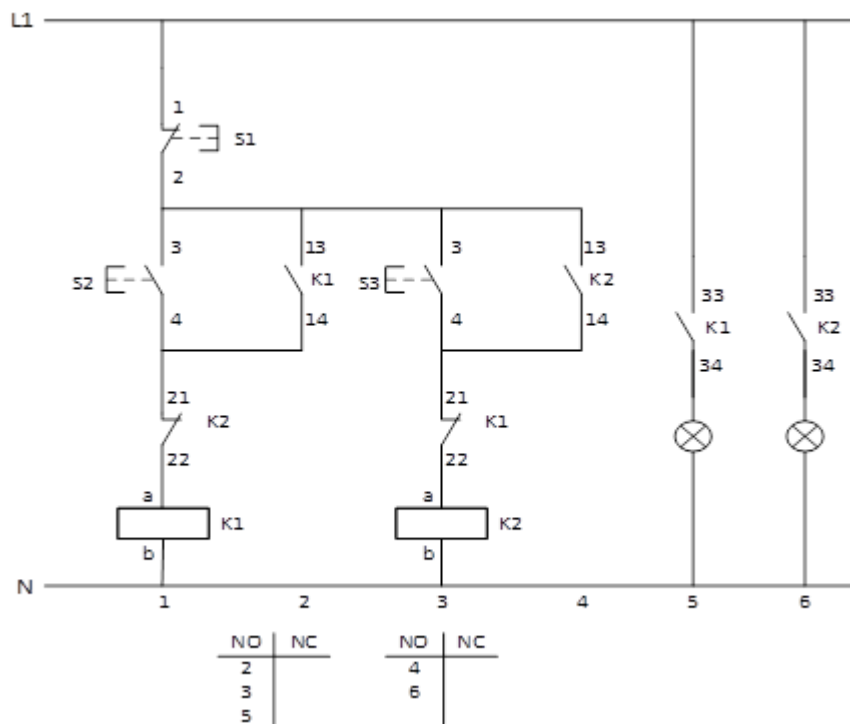 L1
1
S1
2
3 13 3 13
S2 K1 S3 K2
4 14 4 14
33 33
K1 K2
34 34
21 21
K2 K1
22 22
a a
K1 K2
b b
N
1 2 3 4 5 6
NO NC NO NC
2 4
3 6
5